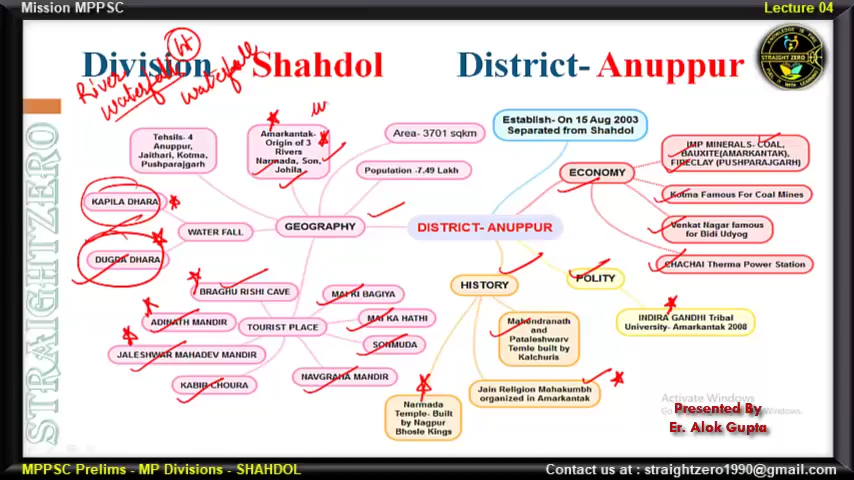 Mission MPPSC
Lecture 04
Division
Shahdol
District- Anuppur
Rivers
Waterfall
waterfall
KNOWLEDGE IS
STRAIGHT ZERO
STRAIGHTZERO
Tehsils- 4
Anuppur,
Jaithari, Kotma,
Pushparajgarh
Amarkantak-
Origin of 3
Rivers
Narmada, Son,
Johila
Area- 3701 sqkm
Population -7.49 Lakh
Establish- On 15 Aug 2003
Separated from Shahdol
IMP MINERALS- COAL,
BAUXITE(AMARKANTAK),
FIRECLAY (PUSHPARAJGARH)
ECONOMY
Kotma Famous For Coal Mines
Venkat Nagar famous
for Bidi Udyog
CHACHAI Therma Power Station
KAPILA DHARA
WATER FALL
DUGDA DHARA
GEOGRAPHY
DISTRICT- ANUPPUR
HISTORY
POLITY
INDIRA GANDHI Tribal
University- Amarkantak 2008
BRAGHU RISHI CAVE
ADINATH MANDIR
JALESHWAR MAHADEV MANDIR
KABIR CHOURA
TOURIST PLACE
MAI KI BAGIYA
MAI KA HATHI
SONMUDA
NAVGRAHA MANDIR
Mahendranath
and
Pataleshwarv
Temle built by
Kalchuris
Jain Religion Mahakumbh
organized in Amarkantak
Narmada
Temple- Built
by Nagpur
Bhosle Kings
Activate Windows
Presented By
Er. Alok Gupta
MPPSC Prelims - MP Divisions - SHAHDOL
Contact us at : straightzero1990@gmail.com